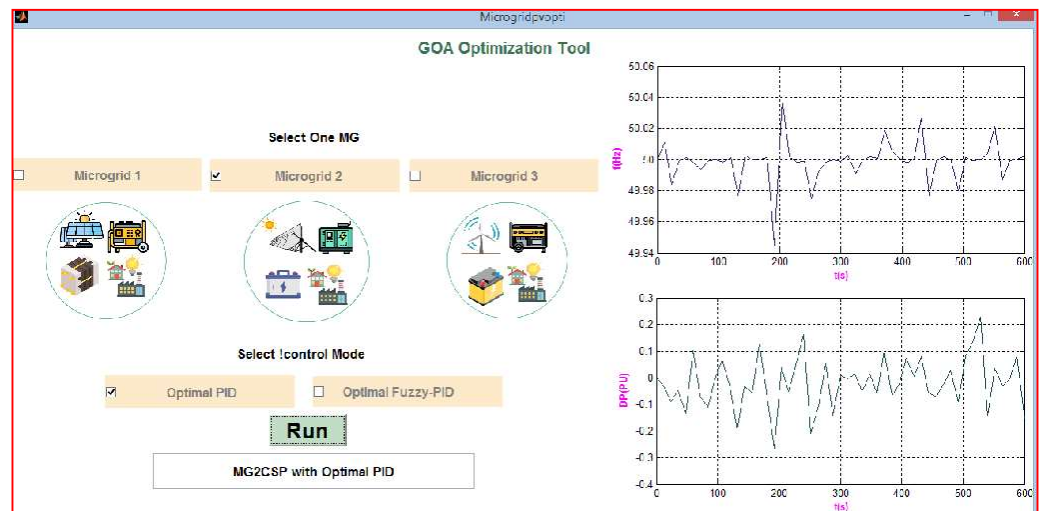 Microgridpvopti
GOA Optimization Tool
Select One MG
Microgrid 1
Microgrid 2
Microgrid 3
Select !control Mode
Optimal PID
Optimal Fuzzy-PID
Run
MG2CSP with Optimal PID
50.06
50.04
50.02
49.98
49.96
49.94
f(Hz)
0 100 200 300 400 500 600
t(s)
0.3
0.2
0.1
0
-0.1
-0.2
-0.3
-0.4
DP(PU)
0 100 200 300 400 500 600
t(s)